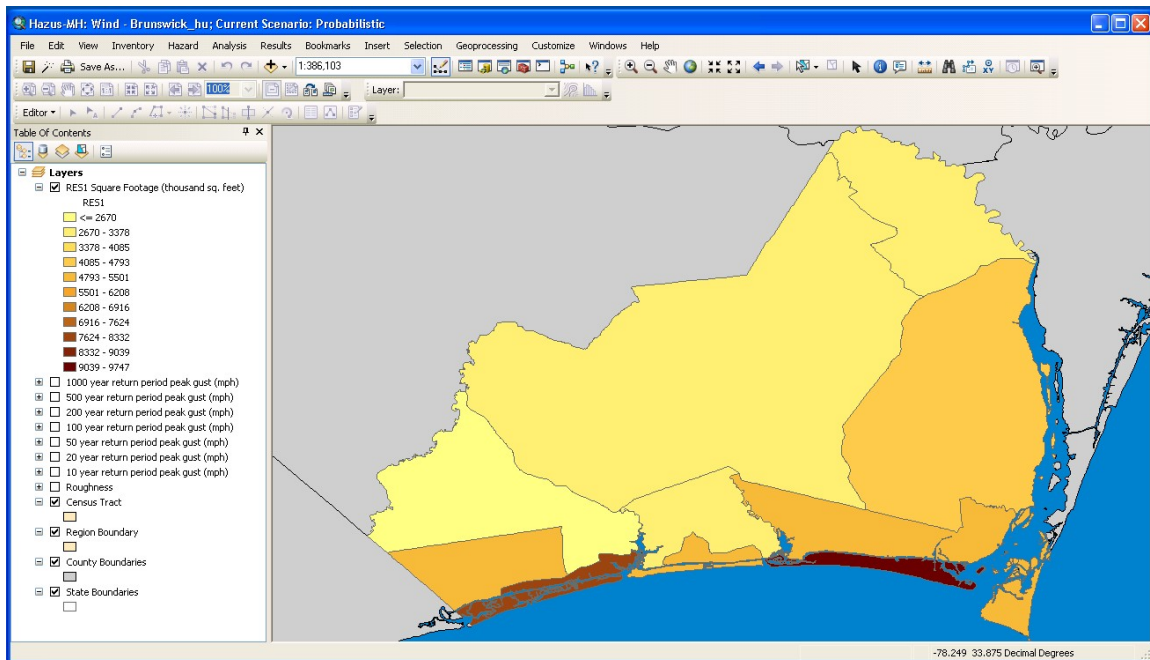 Hazus-MH: Wind - Brunswick_hu; Current Scenario: Probabilistic
File Edit View Inventory Hazard Analysis Results Bookmarks Insert Selection Geoprocessing Customize Windows Help
Save As... 1:386,103
100% Layer:
Editor
Table Of Contents
Layers
RES1 Square Footage (thousand sq. feet)
RES1
<= 2670
2670 - 3378
3378 - 4085
4085 - 4793
4793 - 5501
5501 - 6208
6208 - 6916
6916 - 7624
7624 - 8332
8332 - 9039
9039 - 9747
1000 year return period peak gust (mph)
500 year return period peak gust (mph)
200 year return period peak gust (mph)
100 year return period peak gust (mph)
50 year return period peak gust (mph)
20 year return period peak gust (mph)
10 year return period peak gust (mph)
Roughness
Census Tract
Region Boundary
County Boundaries
State Boundaries
-78.249 33.875 Decimal Degrees